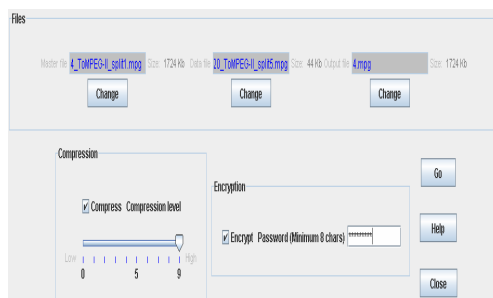 Files
Master file 4_ToMPEG-II_split1.mpg Size: 1724 Kb Data file 20_ToMPEG-II_split5.mpg Size: 44 Kb Output file 4.mpg Size: 1724 Kb
Change Change Change
Compression
Compress Compression level
Low High
0 5 9
Encryption
Encrypt Password (Minimum 8 chars) ********
Go
Help
Close